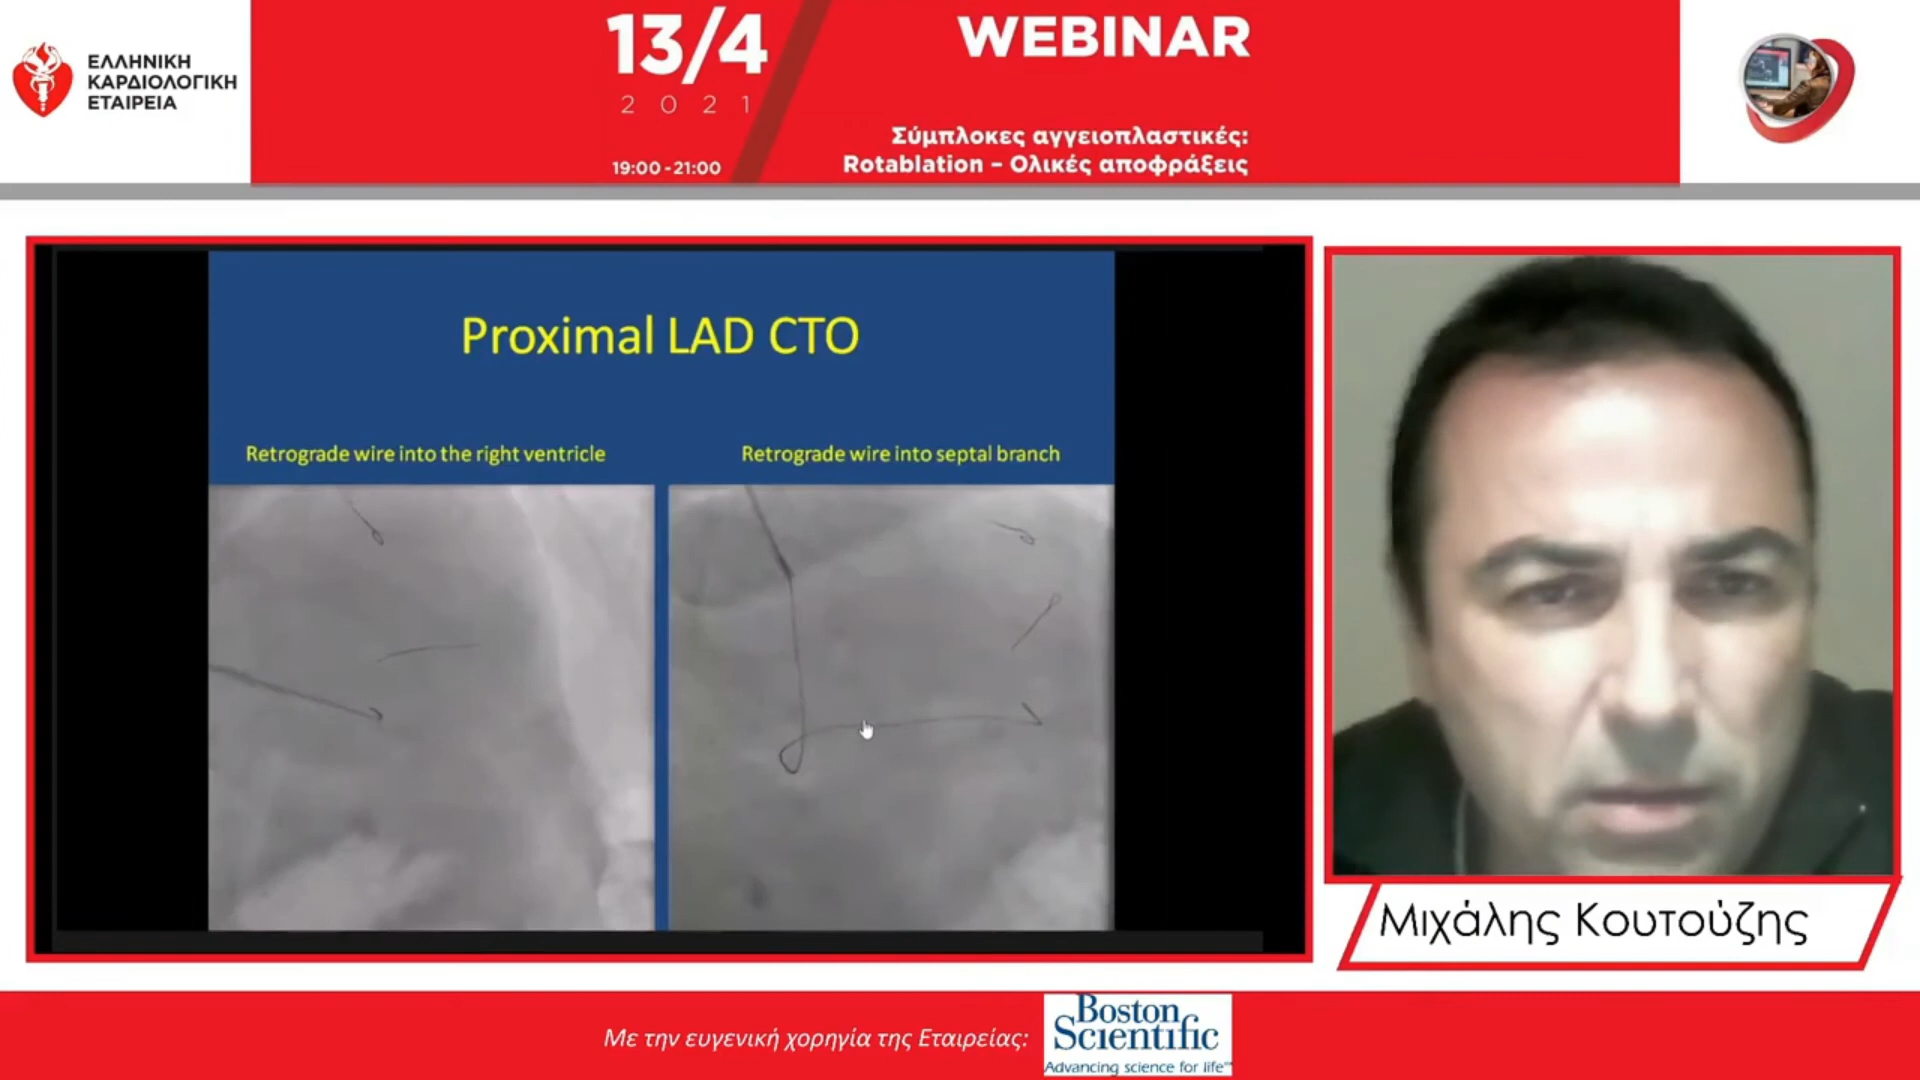 ΕΛΛΗΝΙΚΗ
ΚΑΡΔΙΟΛΟΓΙΚΗ
ΕΤΑΙΡΕΙΑ
13/4
2021
19:00-21:00
WEBINAR
Σύμπλοκες αγγειοπλαστικές:
Rotablation – Ολικές αποφράξεις
Proximal LAD CTO
Retrograde wire into the right ventricle
Retrograde wire into septal branch
Μιχάλης Κουτούζης
Με την ευγενική χορηγία της Εταιρείας:
Boston
Scientific
Advancing science for life™